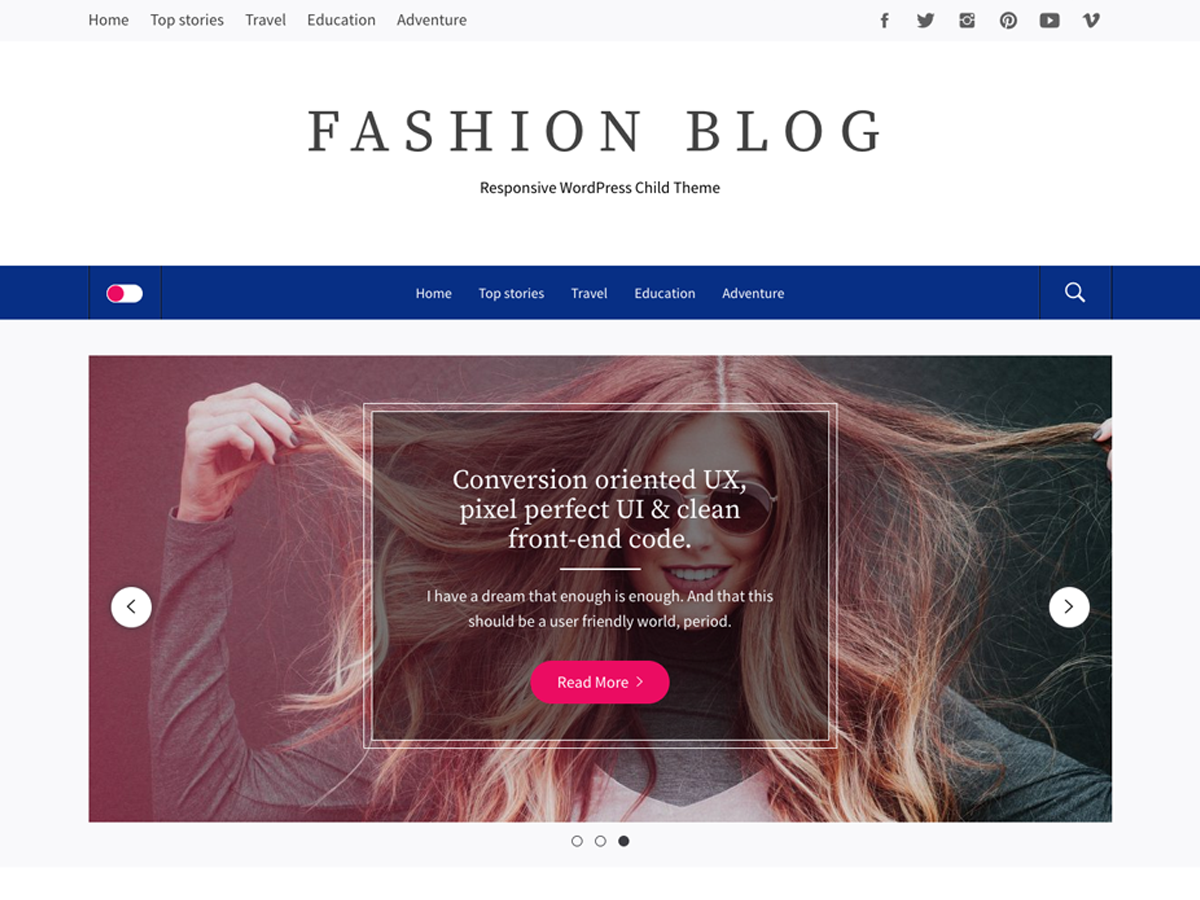 Home Top stories Travel Education Adventure
FASHION BLOG
Responsive WordPress Child Theme
Home Top stories Travel Education Adventure
Conversion oriented UX,
pixel perfect UI & clean
front-end code.
I have a dream that enough is enough. And that this
should be a user friendly world, period.
Read More